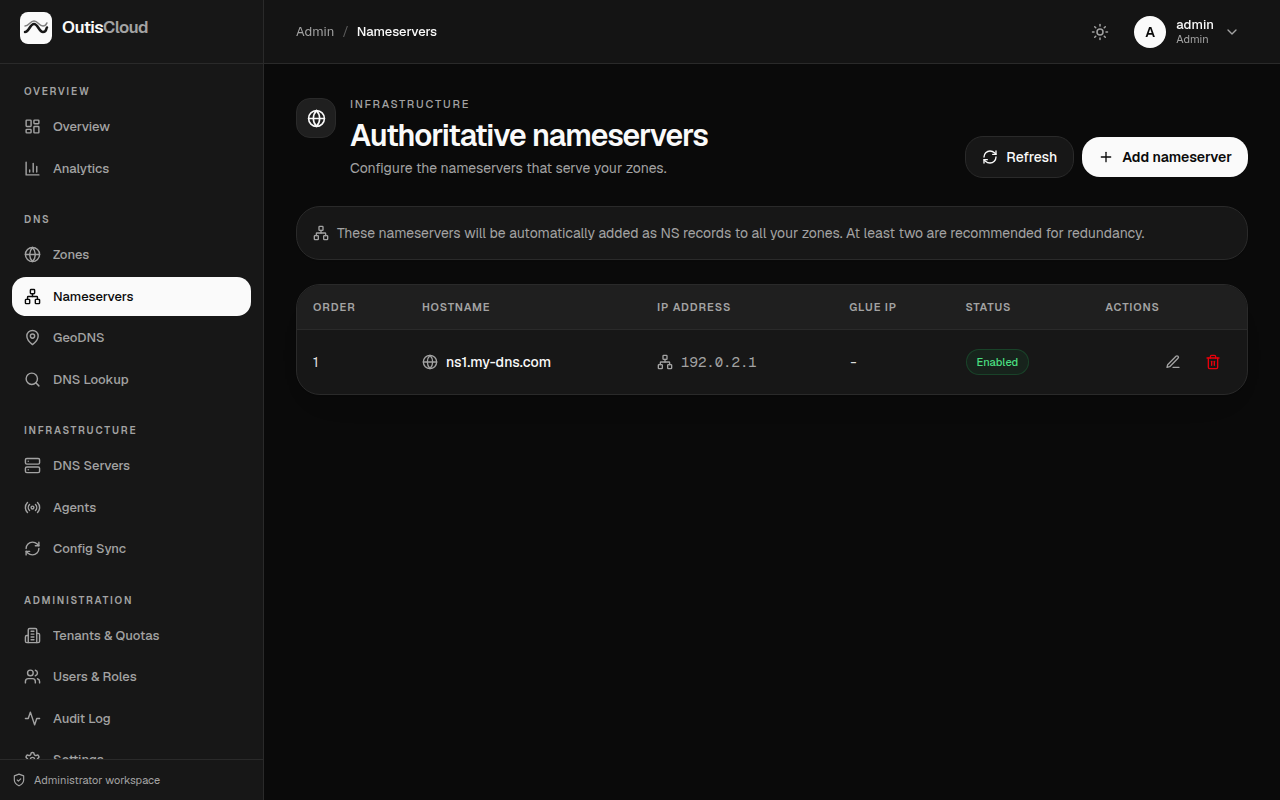 OutisCloud
Admin / Nameservers
A
admin
Admin
OVERVIEW
Overview
Analytics
DNS
Zones
Nameservers
GeoDNS
DNS Lookup
INFRASTRUCTURE
DNS Servers
Agents
Config Sync
ADMINISTRATION
Tenants & Quotas
Users & Roles
Audit Log
Settings
Administrator workspace
INFRASTRUCTURE
Authoritative nameservers
Configure the nameservers that serve your zones.
Refresh
Add nameserver
These nameservers will be automatically added as NS records to all your zones. At least two are recommended for redundancy.
ORDER HOSTNAME IP ADDRESS GLUE IP STATUS ACTIONS
1 ns1.my-dns.com 192.0.2.1 - Enabled